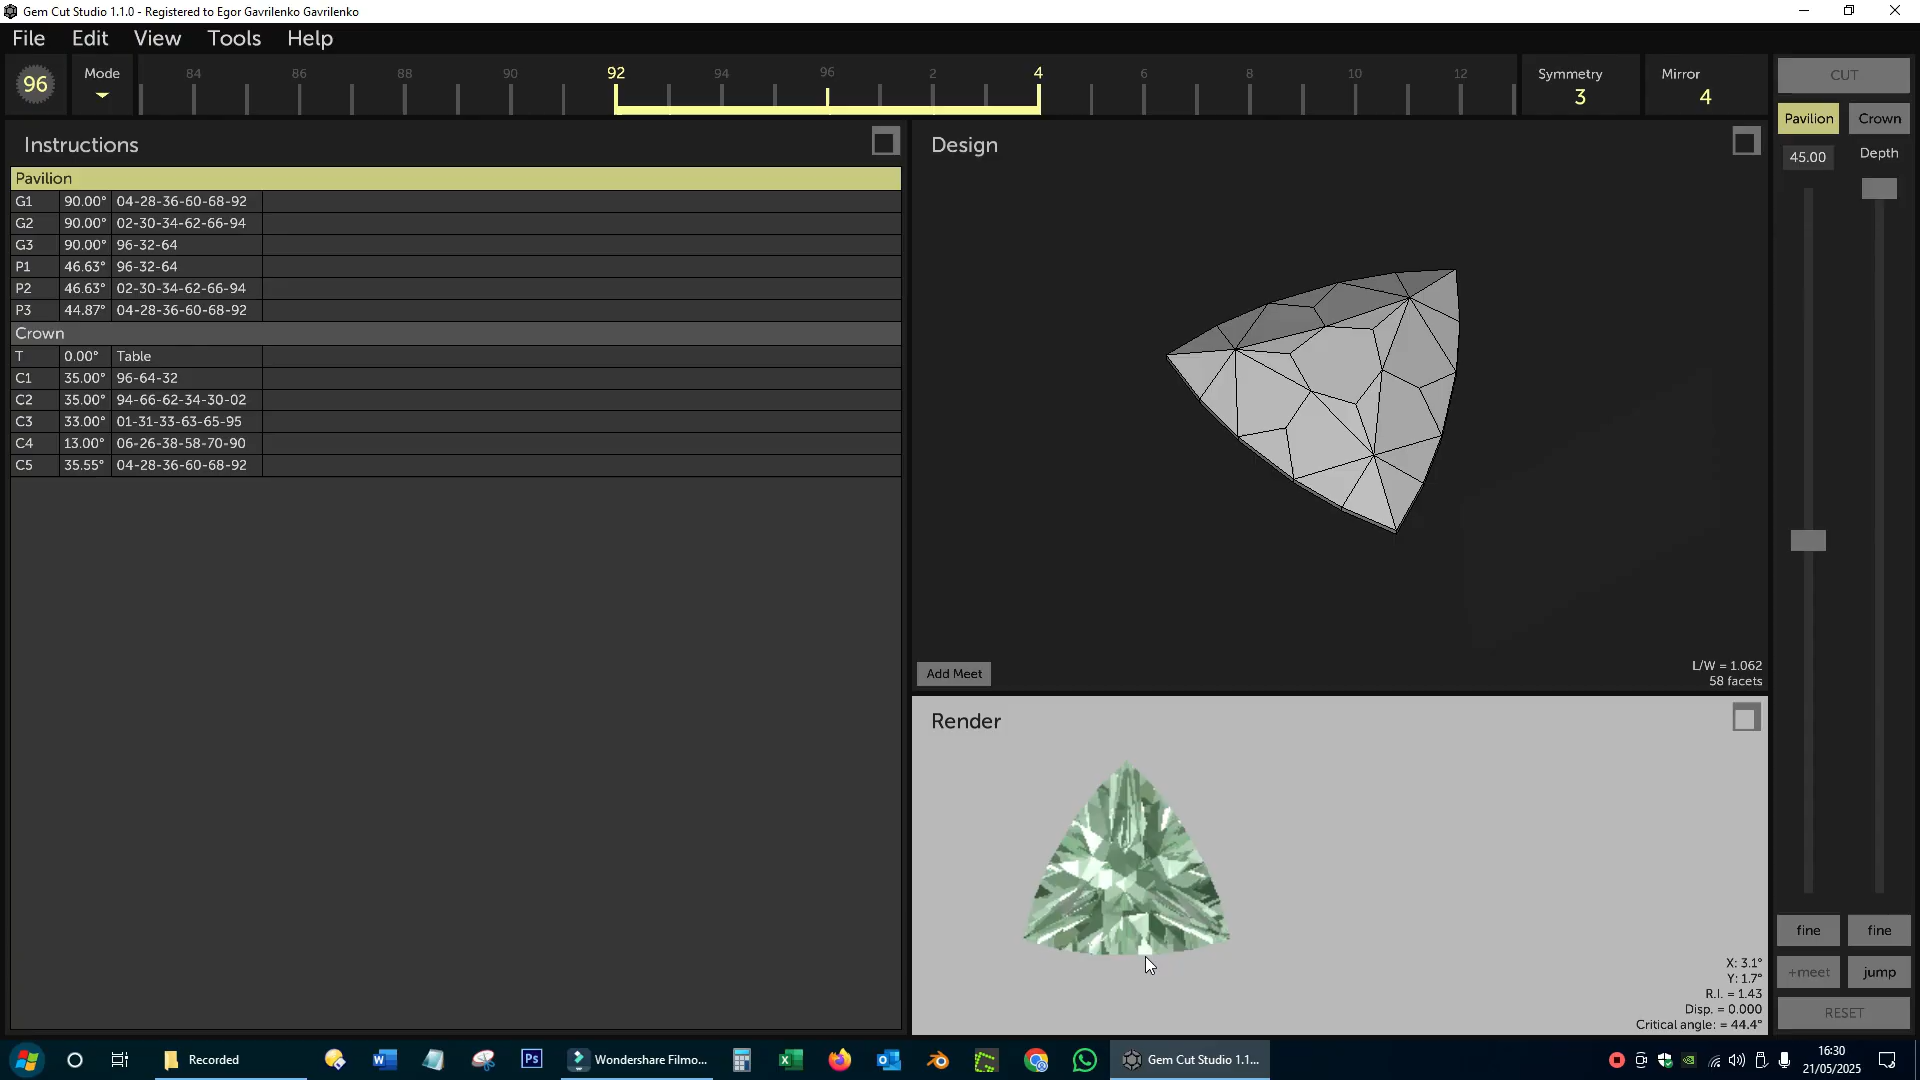 Gem Cut Studio 1.1.0 - Registered to Egor Gavrilenko Gavrilenko
File Edit View Tools Help
96 Mode 84 86 88 90 92 94 96 2 4 6 8 10 12 Symmetry 3 Mirror 4 CUT
Instructions
Pavilion
G1 90.00° 04-28-36-60-68-92
G2 90.00° 02-30-34-62-66-94
G3 90.00° 96-32-64
P1 46.63° 96-32-64
P2 46.63° 02-30-34-62-66-94
P3 44.87° 04-28-36-60-68-92
Crown
T 0.00° Table
C1 35.00° 96-64-32
C2 35.00° 94-66-62-34-30-02
C3 33.00° 01-31-33-63-65-95
C4 13.00° 06-26-38-58-70-90
C5 35.55° 04-28-36-60-68-92
Design
Add Meet
L/W = 1.062
58 facets
Render
X: 3.1°
Y: 1.7°
R.I. = 1.43
Disp. = 0.000
Critical angle: = 44.4°
Pavilion Crown
45.00 Depth
fine fine
+meet jump
RESET
Recorded
Ps
Wondershare Filmo...
Gem Cut Studio 1.1...
16:30
21/05/2025